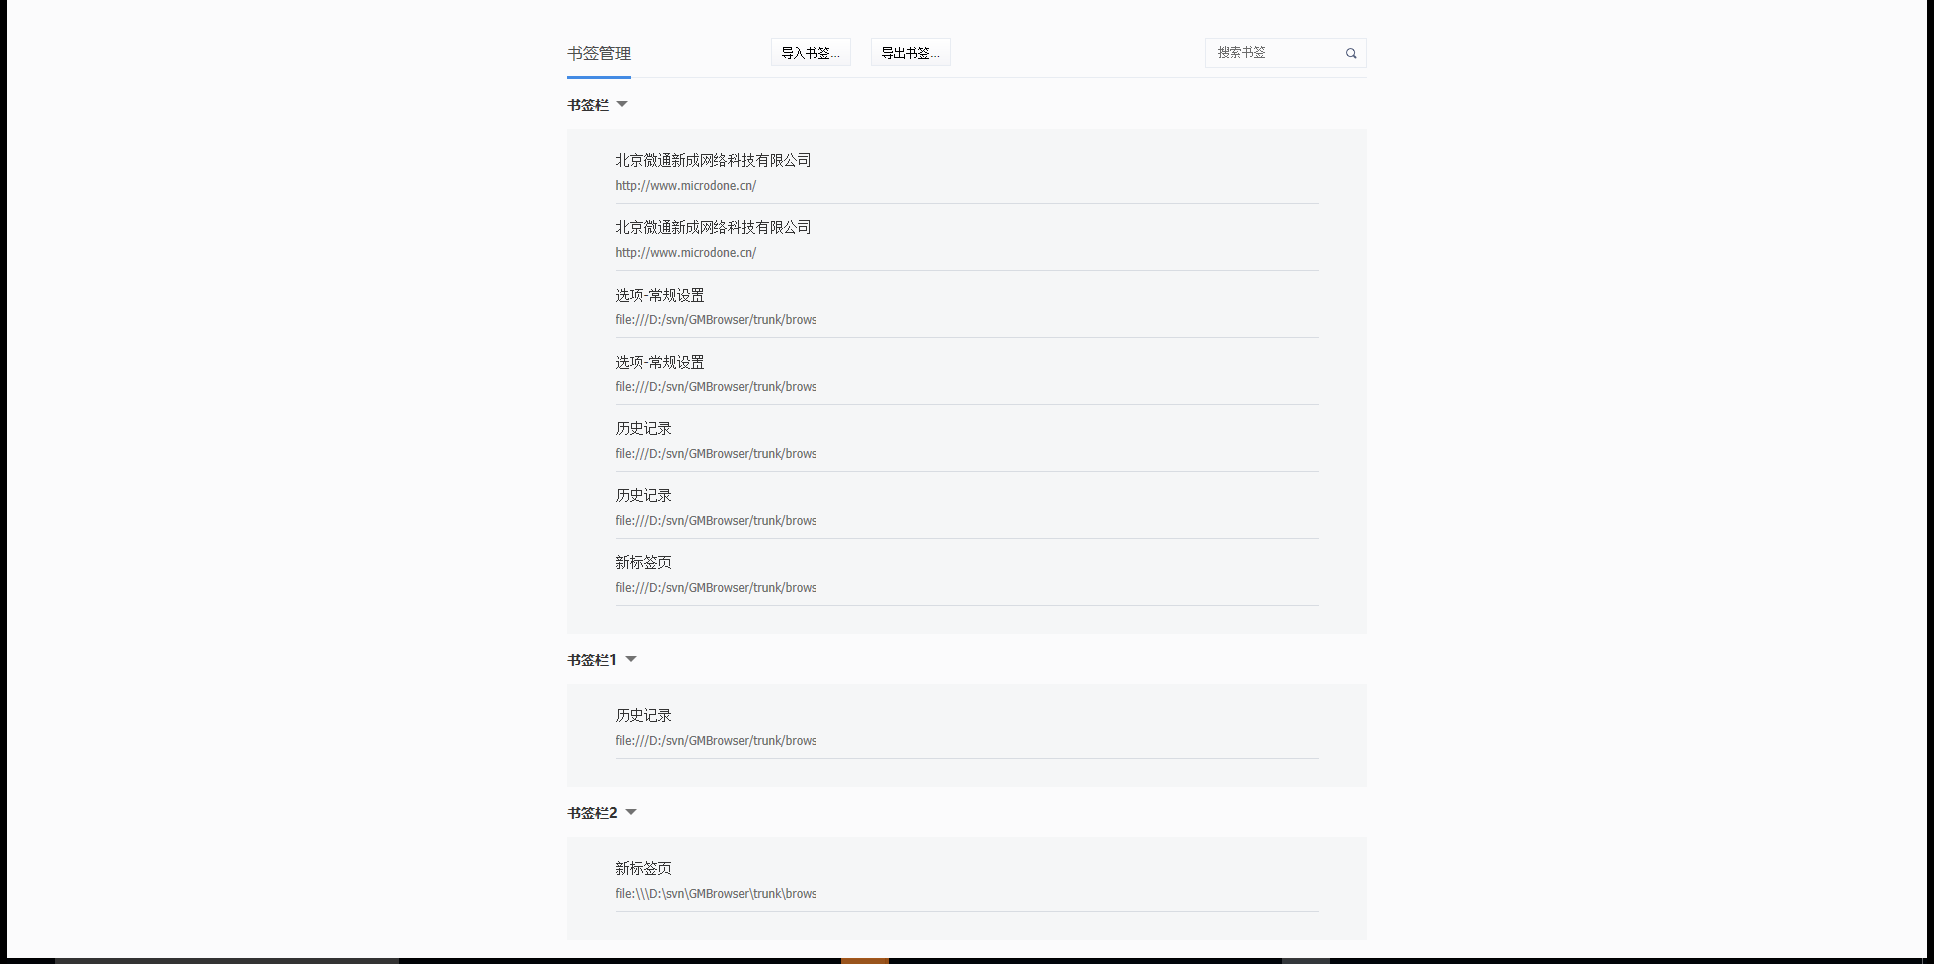 书签管理
导入书签...
导出书签...
搜索书签
书签栏
北京微通新成网络科技有限公司
http://www.microdone.cn/
北京微通新成网络科技有限公司
http://www.microdone.cn/
选项-常规设置
file:///D:/svn/GMBrowser/trunk/brows
选项-常规设置
file:///D:/svn/GMBrowser/trunk/brows
历史记录
file:///D:/svn/GMBrowser/trunk/brows
历史记录
file:///D:/svn/GMBrowser/trunk/brows
新标签页
file:///D:/svn/GMBrowser/trunk/brows
书签栏1
历史记录
file:///D:/svn/GMBrowser/trunk/brows
书签栏2
新标签页
file:\\\D:\svn\GMBrowser\trunk\brows